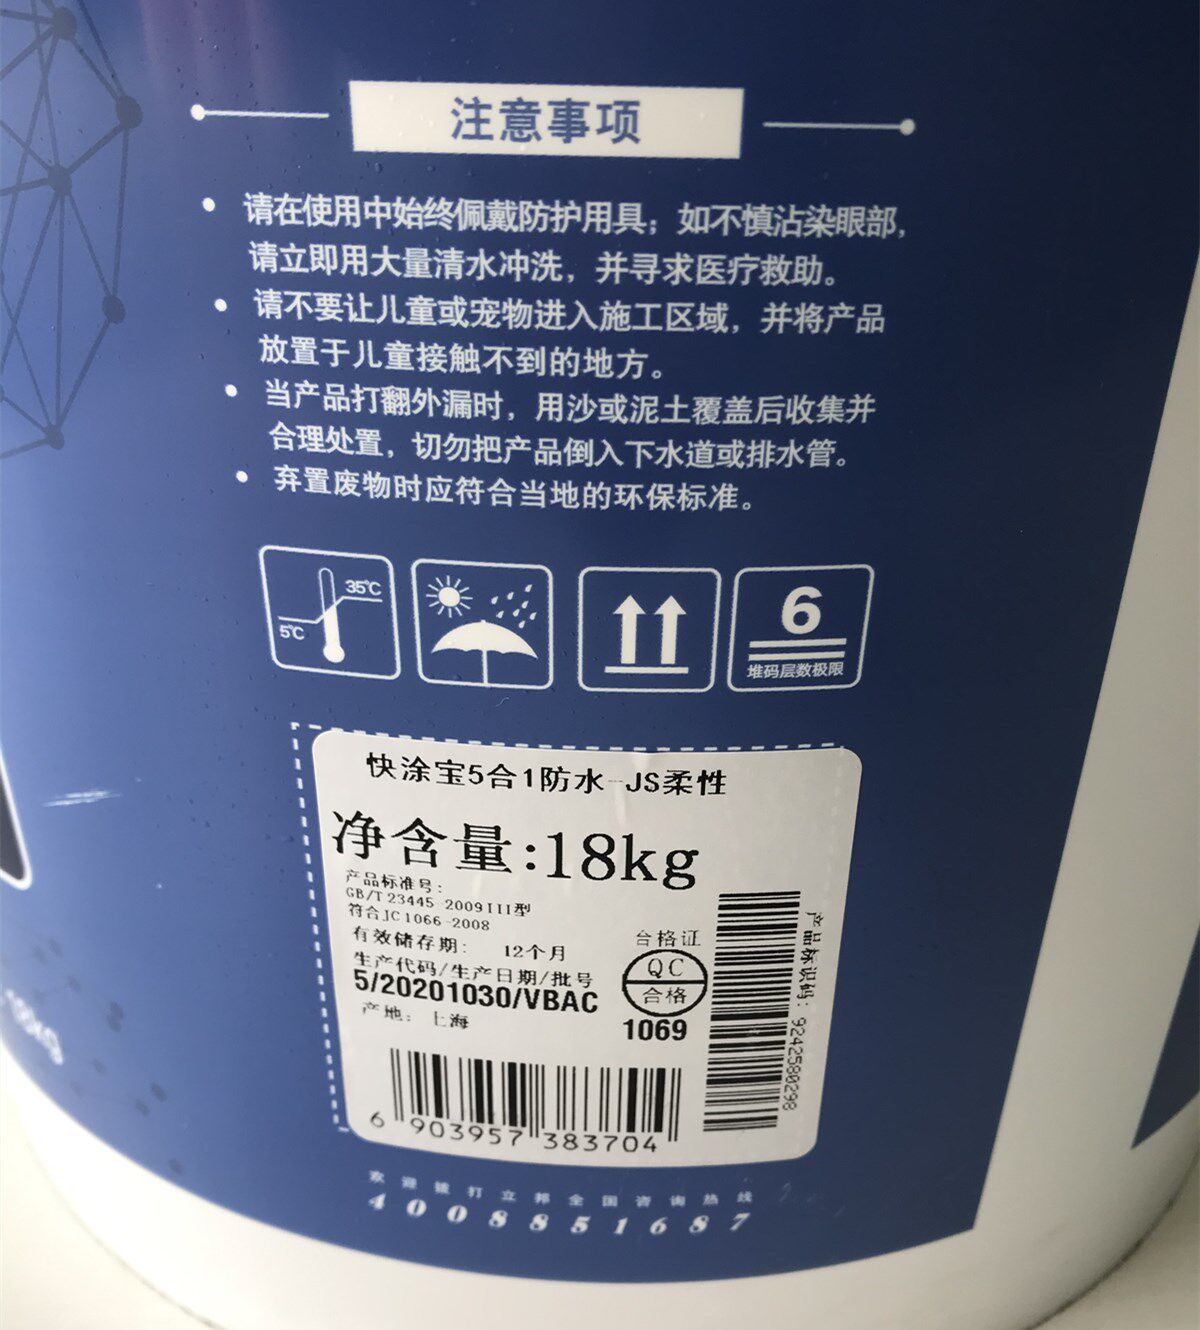 注意事项
• 请在使用中始终佩戴防护用具；如不慎沾染眼部，
请立即用大量清水冲洗，并寻求医疗救助。
• 请不要让儿童或宠物进入施工区域，并将产品
放置于儿童接触不到的地方。
• 当产品打翻外漏时，用沙或泥土覆盖后收集并
合理处置，切勿把产品倒入下水道或排水管。
• 弃置废物时应符合当地的环保标准。
35℃
5℃
6
堆码层数极限
快涂宝5合1防水-JS柔性
净含量:18kg
产品标准号:
GB/T 23445-2009III型
符合JC1066-2008
有效储存期: 12个月
生产代码/生产日期/批号
5/20201030/VBAC
产地: 上海
合格证
QC
合格
1069
产品标识码: 9242580298
6 903957 383704
欢迎拨打立邦全国咨询热线
4008851687
18kg